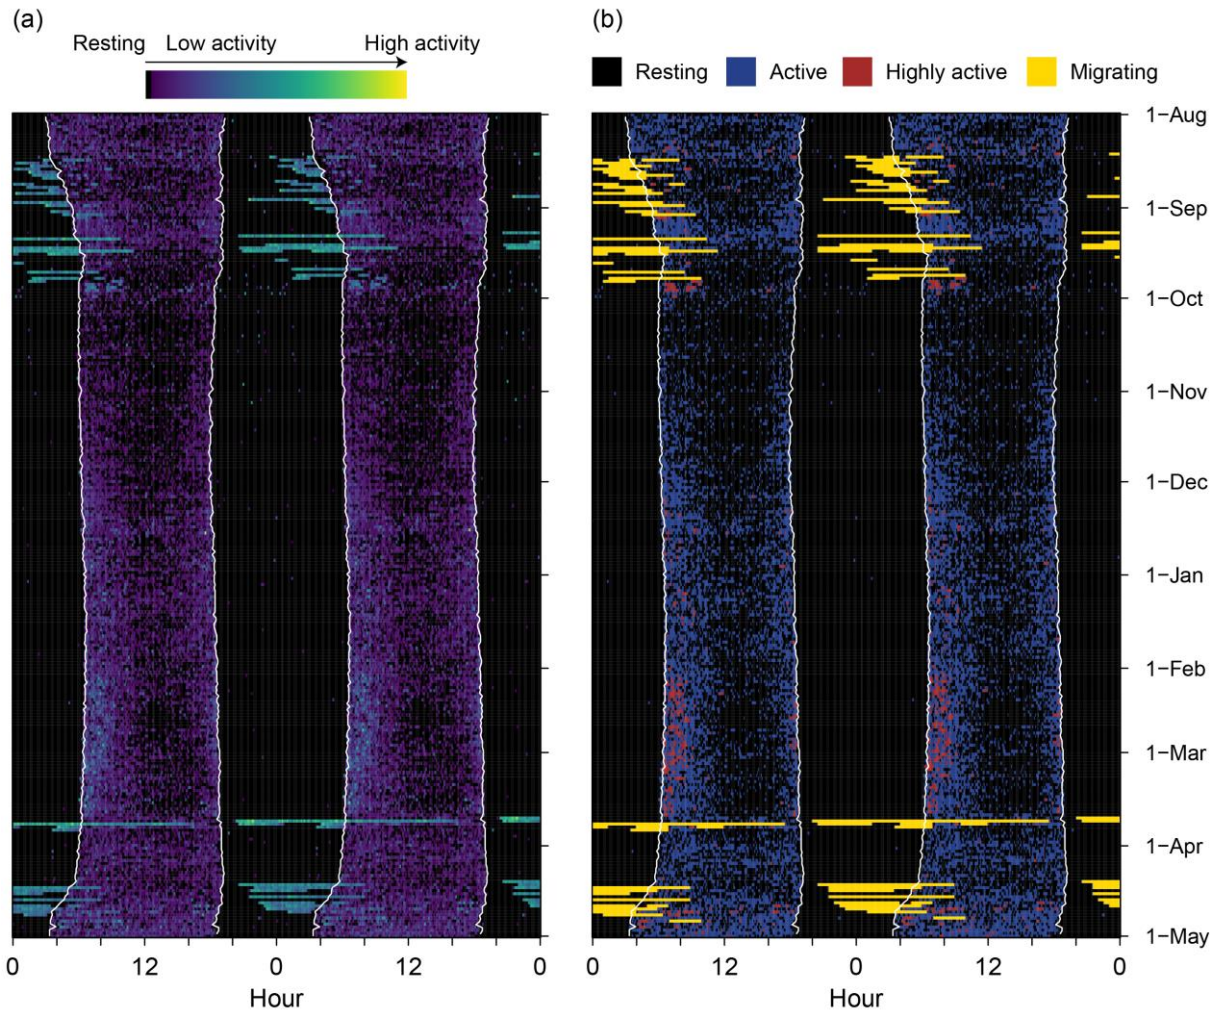 (a)
Resting Low activity High activity
(b)
Resting Active Highly active Migrating
1-Aug
1-Sep
1-Oct
1-Nov
1-Dec
1-Jan
1-Feb
1-Mar
1-Apr
1-May
0 12 0 12 0
Hour
0 12 0 12 0
Hour